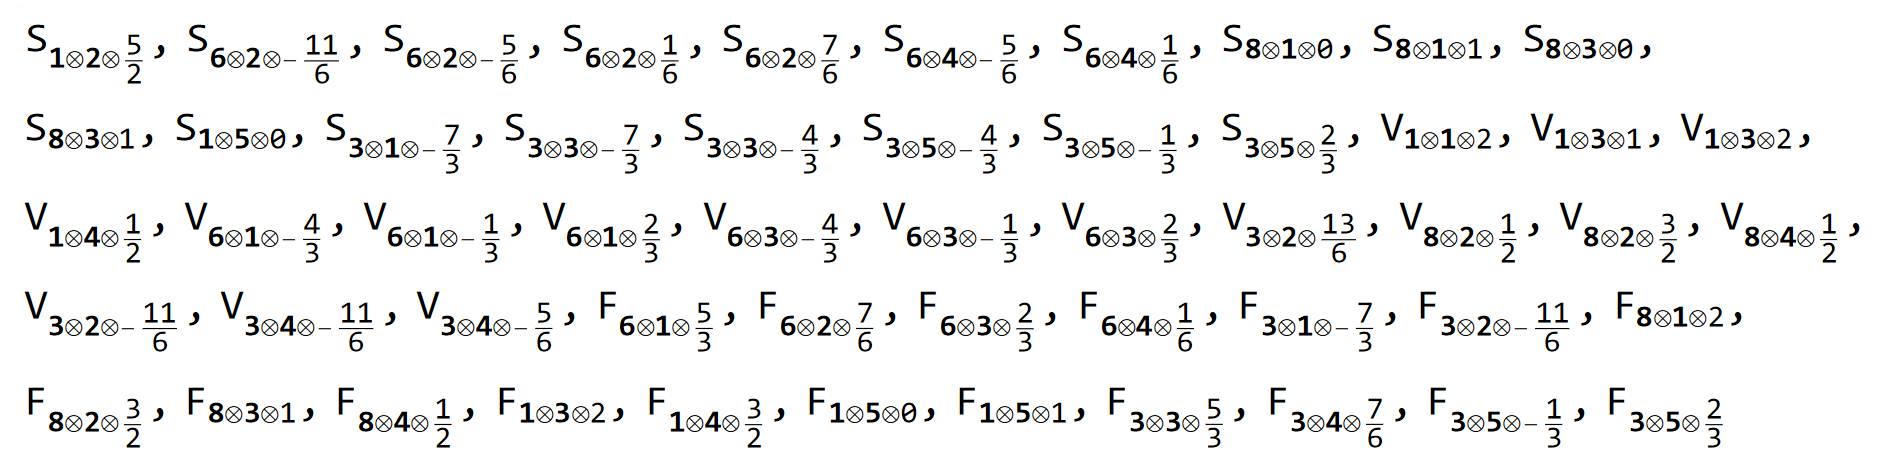 S_{1⊗2⊗5/2}, S_{6⊗2⊗-11/6}, S_{6⊗2⊗-5/6}, S_{6⊗2⊗1/6}, S_{6⊗2⊗7/6}, S_{6⊗4⊗-5/6}, S_{6⊗4⊗1/6}, S_{8⊗1⊗0}, S_{8⊗1⊗1}, S_{8⊗3⊗0},
S_{8⊗3⊗1}, S_{1⊗5⊗0}, S_{3⊗1⊗-7/3}, S_{3⊗3⊗-7/3}, S_{3⊗3⊗-4/3}, S_{3⊗5⊗-4/3}, S_{3⊗5⊗-1/3}, S_{3⊗5⊗2/3}, V_{1⊗1⊗2}, V_{1⊗3⊗1}, V_{1⊗3⊗2},
V_{1⊗4⊗1/2}, V_{6⊗1⊗-4/3}, V_{6⊗1⊗-1/3}, V_{6⊗1⊗2/3}, V_{6⊗3⊗-4/3}, V_{6⊗3⊗-1/3}, V_{6⊗3⊗2/3}, V_{3⊗2⊗13/6}, V_{8⊗2⊗1/2}, V_{8⊗2⊗3/2}, V_{8⊗4⊗1/2},
V_{3⊗2⊗-11/6}, V_{3⊗4⊗-11/6}, V_{3⊗4⊗-5/6}, F_{6⊗1⊗5/3}, F_{6⊗2⊗7/6}, F_{6⊗3⊗2/3}, F_{6⊗4⊗1/6}, F_{3⊗1⊗-7/3}, F_{3⊗2⊗-11/6}, F_{8⊗1⊗2},
F_{8⊗2⊗3/2}, F_{8⊗3⊗1}, F_{8⊗4⊗1/2}, F_{1⊗3⊗2}, F_{1⊗4⊗3/2}, F_{1⊗5⊗0}, F_{1⊗5⊗1}, F_{3⊗3⊗5/3}, F_{3⊗4⊗7/6}, F_{3⊗5⊗-1/3}, F_{3⊗5⊗2/3}